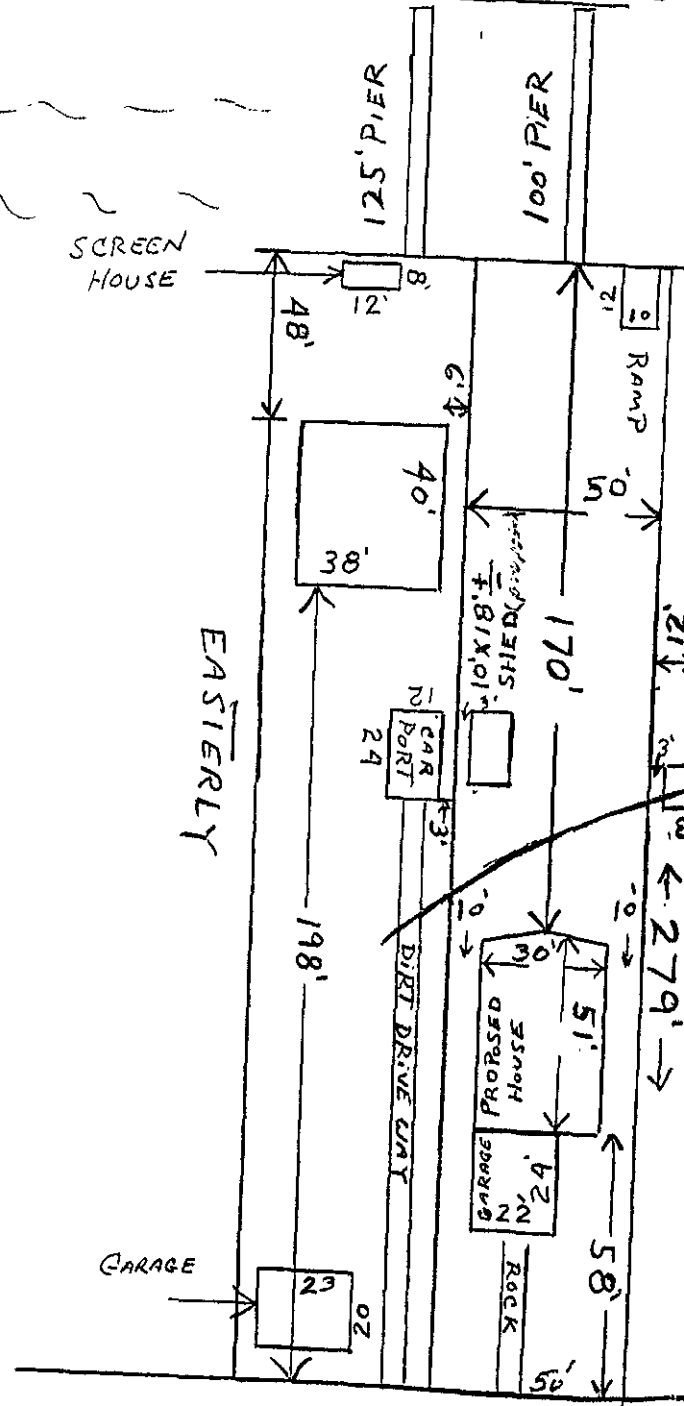 125' PIER
100' PIER
SCREEN
HOUSE
8'
12'
12
10
RAMP
48'
6'
40'
38'
50'
10'X18'±
SHED
170'
3'
12
CAR
PORT
24
3'
3'
EASTERLY
198'
10'
10'
← 279' →
30'
51'
PROPOSED
HOUSE
DIRT DRIVE WAY
GARAGE
22'
24'
58'
ROCK
GARAGE
23
20
50'